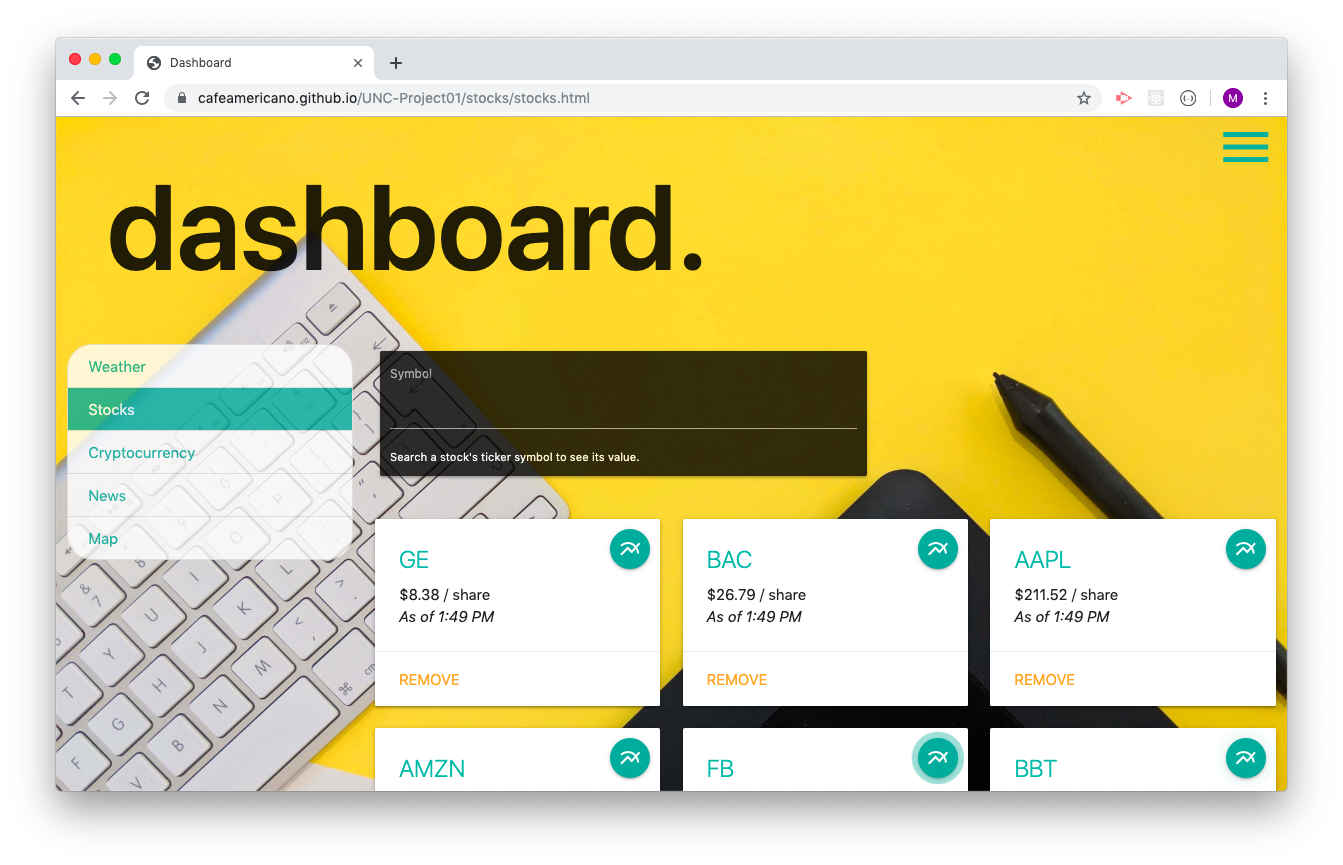 Dashboard
cafeamericano.github.io/UNC-Project01/stocks/stocks.html
M
dashboard.
Weather
Stocks
Cryptocurrency
News
Map
Symbol
Search a stock's ticker symbol to see its value.
GE
$8.38 / share
As of 1:49 PM
REMOVE
BAC
$26.79 / share
As of 1:49 PM
REMOVE
AAPL
$211.52 / share
As of 1:49 PM
REMOVE
AMZN
FB
BBT